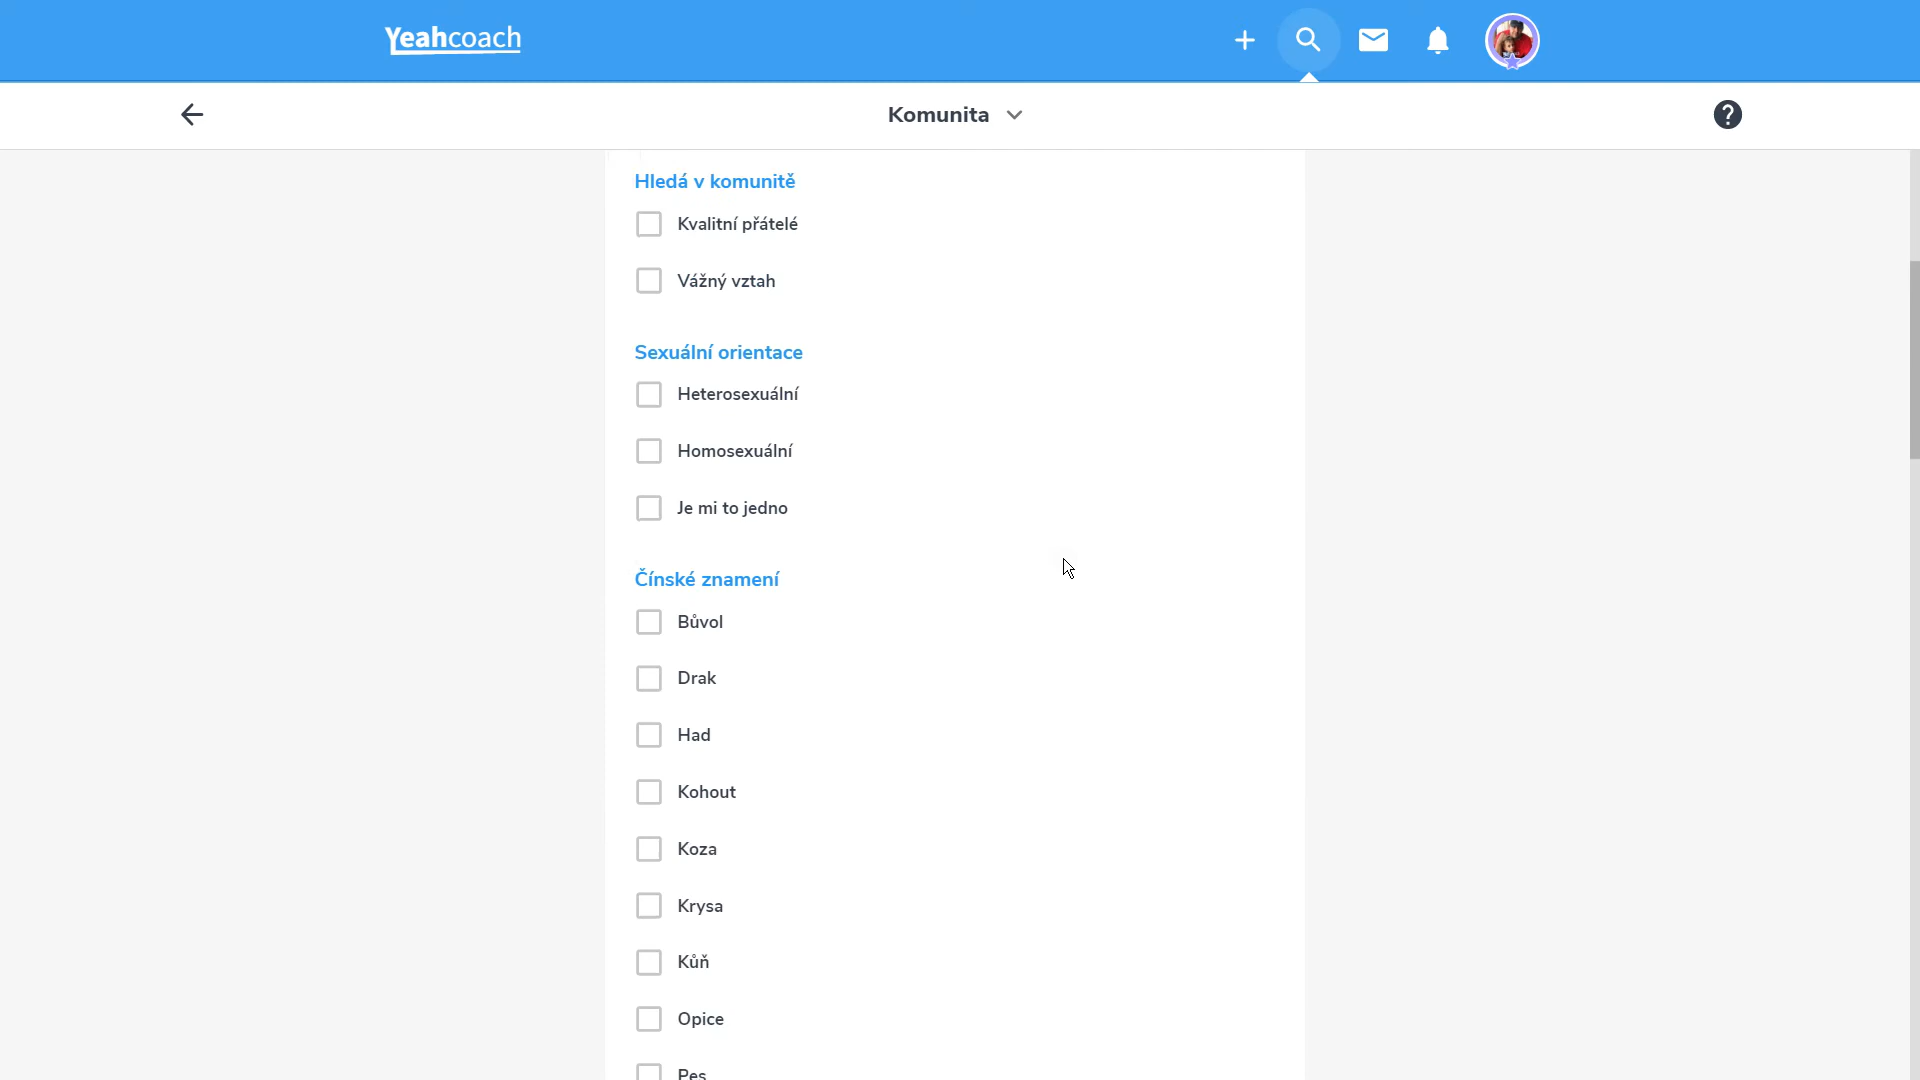 Yeahcoach
Komunita
Hledá v komunitě
Kvalitní přátelé
Vážný vztah
Sexuální orientace
Heterosexuální
Homosexuální
Je mi to jedno
Čínské znamení
Bůvol
Drak
Had
Kohout
Koza
Krysa
Kůň
Opice
Pes